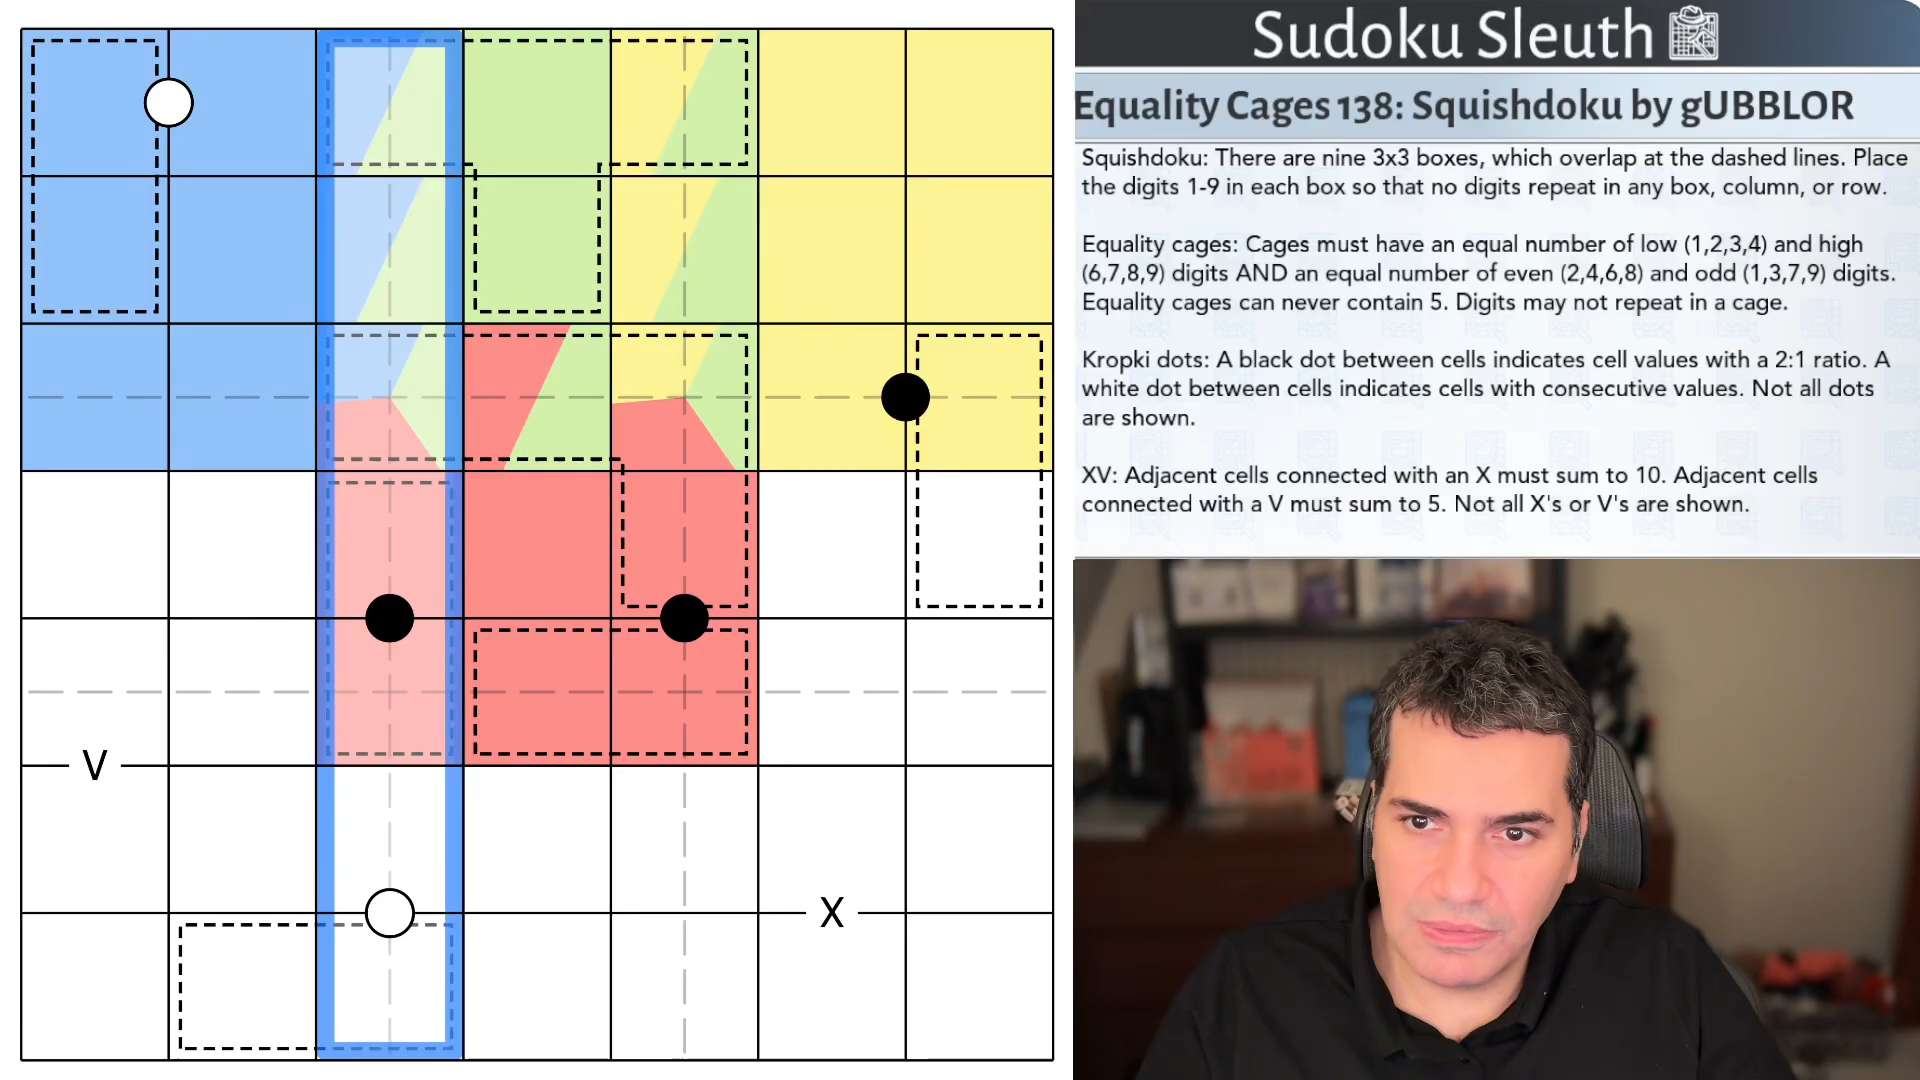 Sudoku Sleuth
Equality Cages 138: Squishdoku by gUBBLOR
Squishdoku: There are nine 3x3 boxes, which overlap at the dashed lines. Place
the digits 1-9 in each box so that no digits repeat in any box, column, or row.
Equality cages: Cages must have an equal number of low (1,2,3,4) and high
(6,7,8,9) digits AND an equal number of even (2,4,6,8) and odd (1,3,7,9) digits.
Equality cages can never contain 5. Digits may not repeat in a cage.
Kropki dots: A black dot between cells indicates cell values with a 2:1 ratio. A
white dot between cells indicates cells with consecutive values. Not all dots
are shown.
XV: Adjacent cells connected with an X must sum to 10. Adjacent cells
connected with a V must sum to 5. Not all X's or V's are shown.
V
X